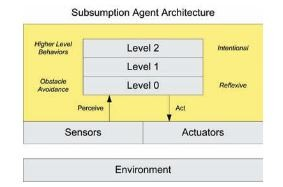 Subsumption Agent Architecture
Higher Level
Behaviors
Level 2
Intentional
Level 1
Obstacle
Avoidance
Level 0
Reflexive
Perceive
Act
Sensors
Actuators
Environment